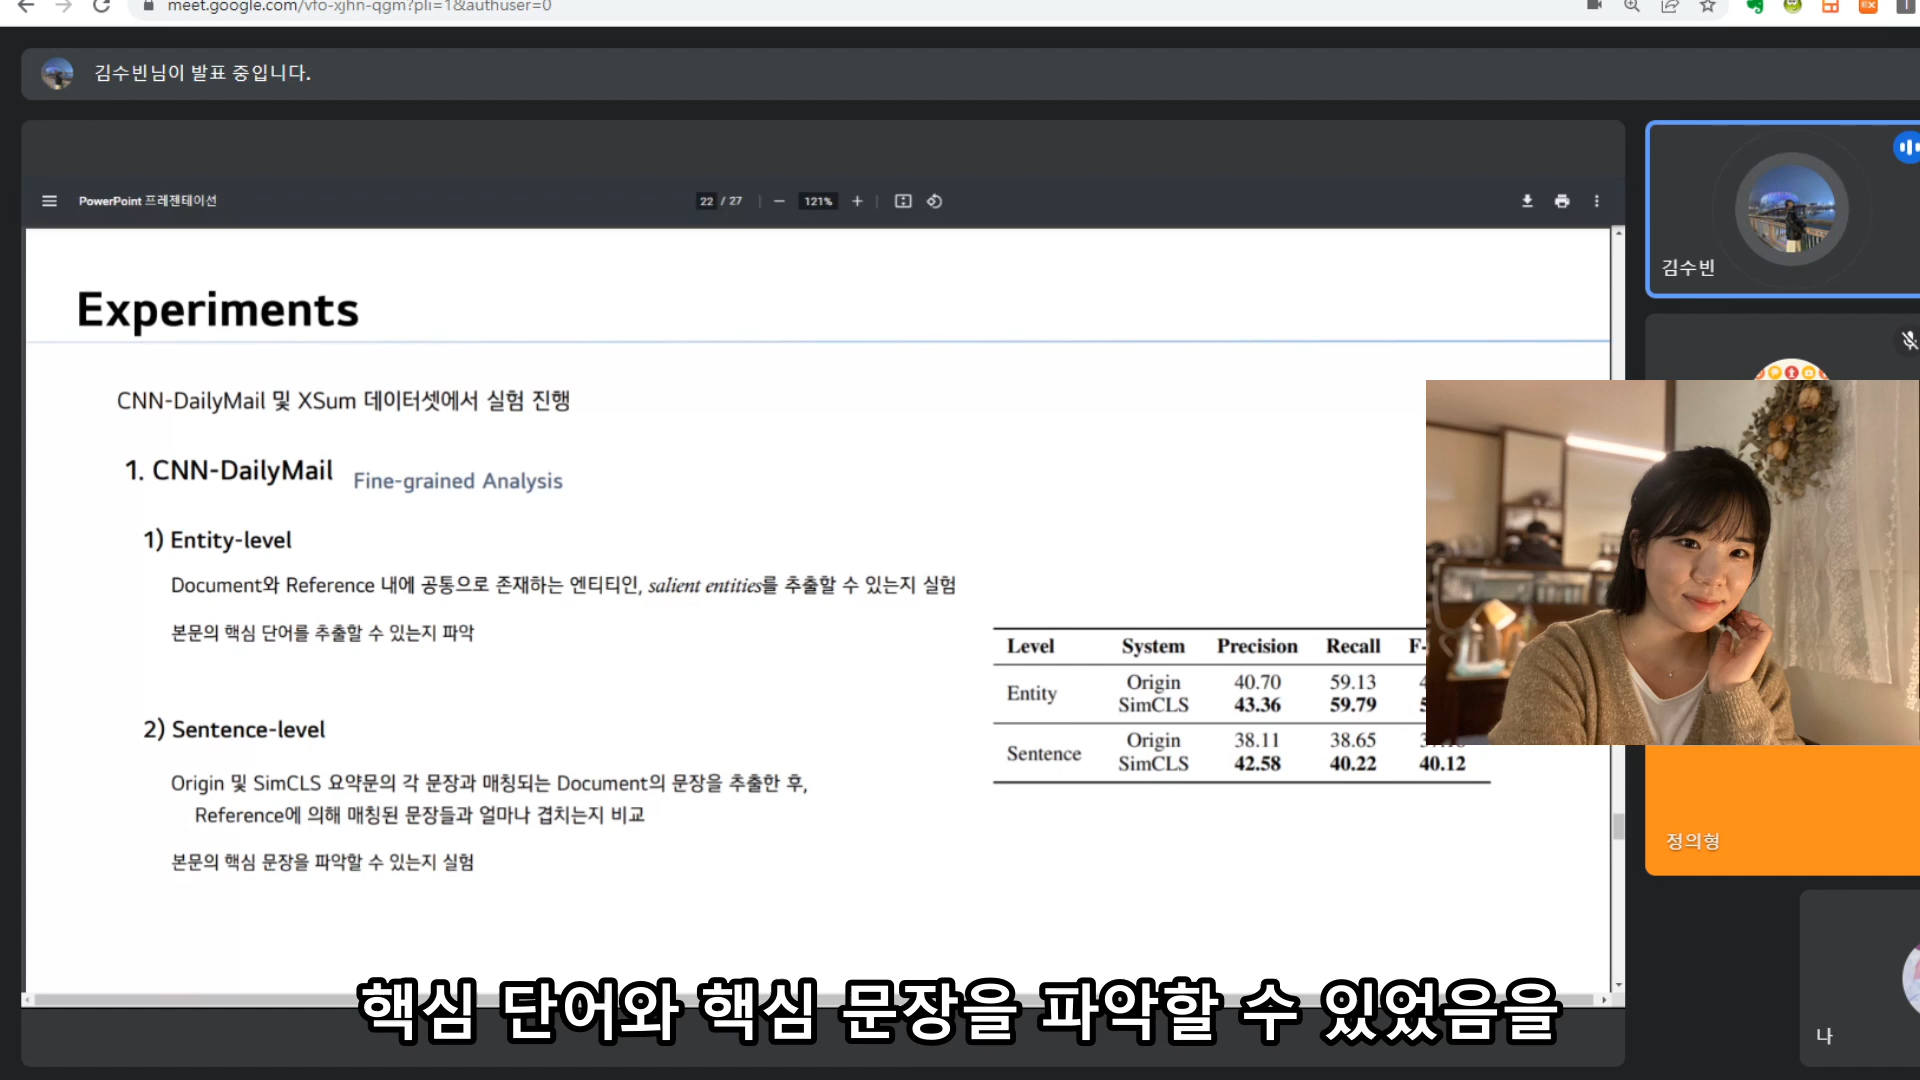 meet.google.com/vfo-xjhn-qgm?pli=1&authuser=0
김수빈님이 발표 중입니다.
PowerPoint 프레젠테이션
22 / 27
121%
김수빈
Experiments
CNN-DailyMail 및 XSum 데이터셋에서 실험 진행
1. CNN-DailyMail Fine-grained Analysis
1) Entity-level
Document와 Reference 내에 공통으로 존재하는 엔티티인, salient entities를 추출할 수 있는지 실험
본문의 핵심 단어를 추출할 수 있는지 파악
Level System Precision Recall
Entity
Origin 40.70 59.13
SimCLS 43.36 59.79
Sentence
Origin 38.11 38.65
SimCLS 42.58 40.22 40.12
2) Sentence-level
Origin 및 SimCLS 요약문의 각 문장과 매칭되는 Document의 문장을 추출한 후,
Reference에 의해 매칭된 문장들과 얼마나 겹치는지 비교
본문의 핵심 문장을 파악할 수 있는지 실험
정의형
나
핵심 단어와 핵심 문장을 파악할 수 있었음을